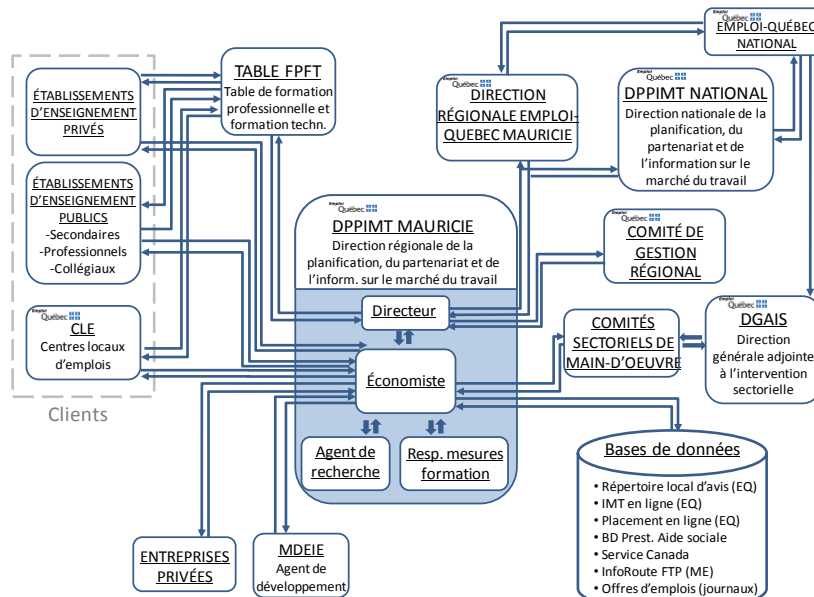 Emploi
Québec
EMPLOI-QUÉBEC
NATIONAL
TABLE FPFT
Table de formation
professionnelle et
formation techn.
Emploi
Québec
DIRECTION
RÉGIONALE EMPLOI-
QUEBEC MAURICIE
Emploi
Québec
DPPIMT NATIONAL
Direction nationale de la
planification, du
partenariat et de
l'information sur le
marché du travail
ÉTABLISSEMENTS
D'ENSEIGNEMENT
PRIVÉS
ÉTABLISSEMENTS
D'ENSEIGNEMENT
PUBLICS
-Secondaires
-Professionnels
-Collégiaux
Emploi
Québec
CLE
Centres locaux
d'emplois
Clients
Emploi
Québec
DPPIMT MAURICIE
Direction régionale de la
planification, du partenariat et de
l'inform. sur le marché du travail
Directeur
Économiste
Agent de
recherche
Resp. mesures
formation
Emploi
Québec
COMITÉ DE
GESTION
RÉGIONAL
COMITÉS
SECTORIELS DE
MAIN-D'OEUVRE
Emploi
Québec
DGAIS
Direction
générale adjointe
à l'intervention
sectorielle
ENTREPRISES
PRIVÉES
MDEIE
Agent de
développement
Bases de données
• Répertoire local d'avis (EQ)
• IMT en ligne (EQ)
• Placement en ligne (EQ)
• BD Prest. Aide sociale
• Service Canada
• InfoRoute FTP (ME)
• Offres d'emplois (journaux)